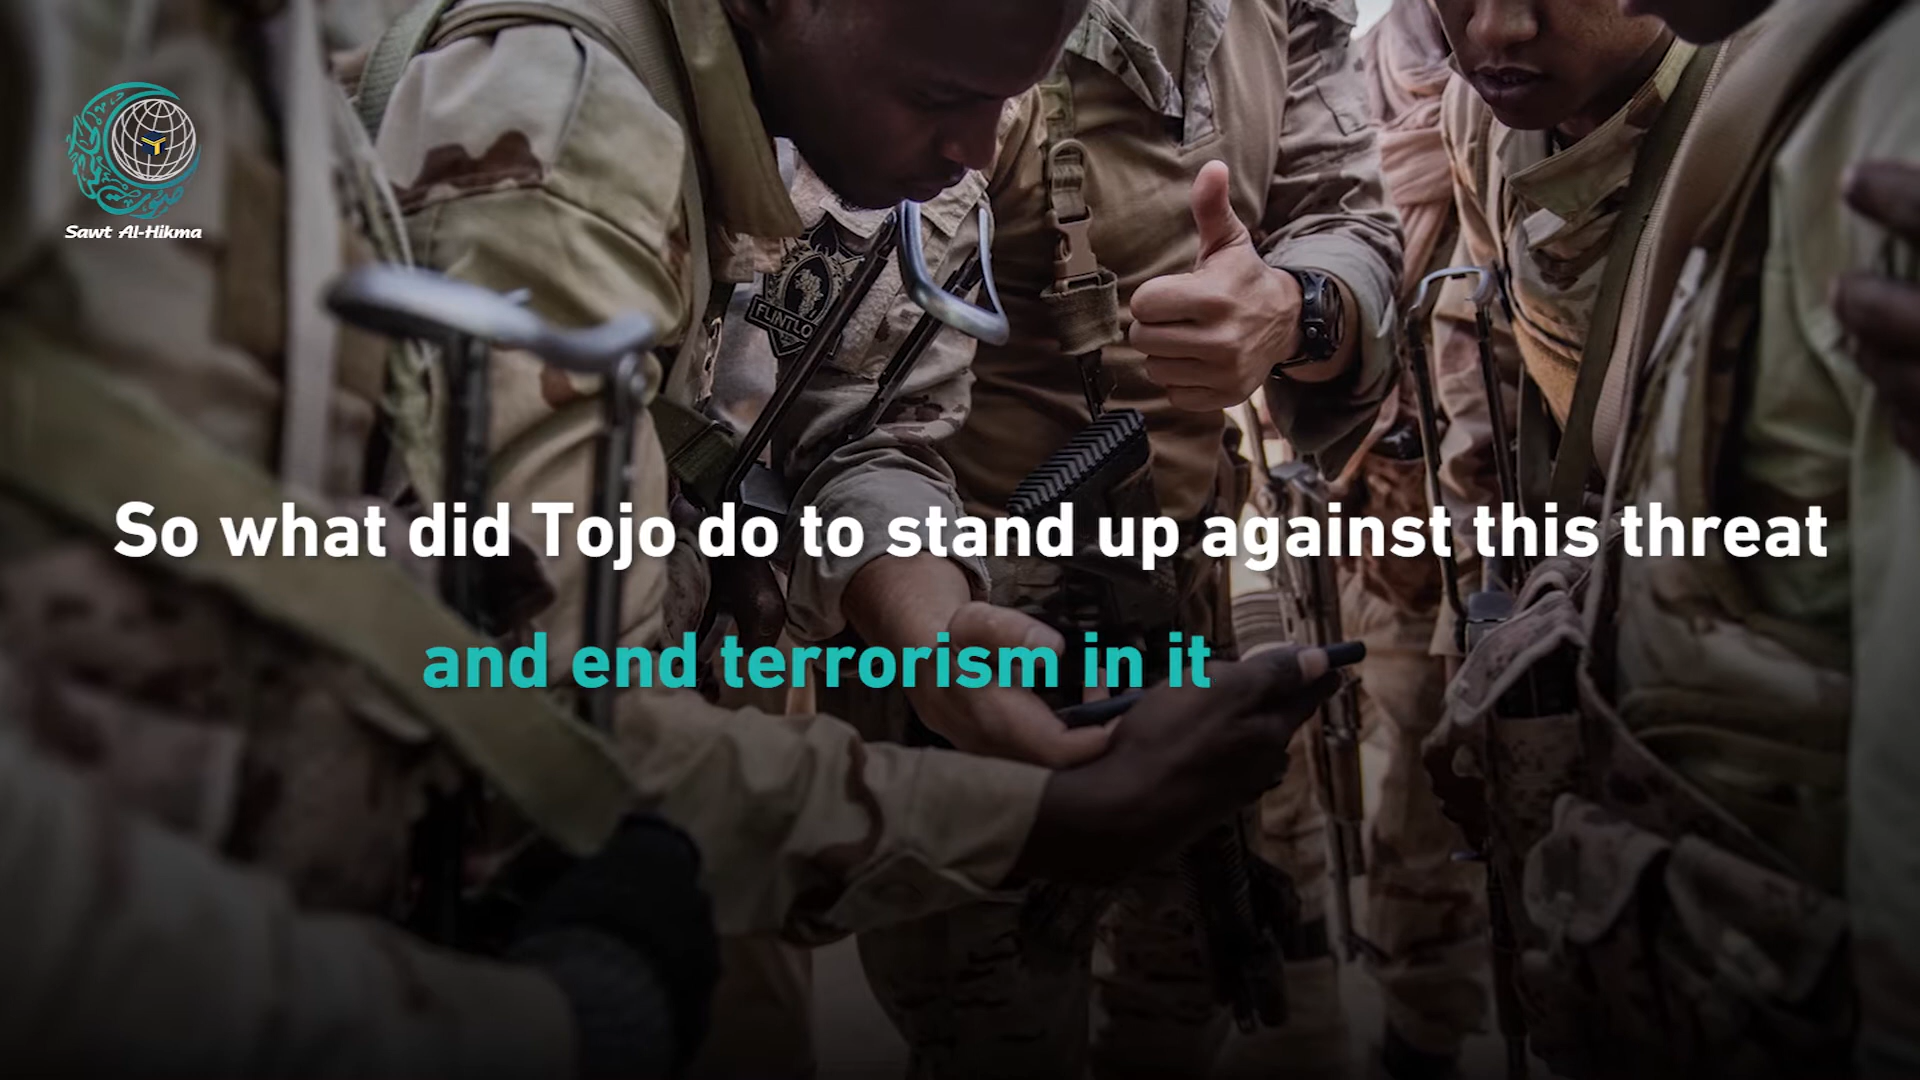 Sawt Al-Hikma
FLINTLO
So what did Tojo do to stand up against this threat
and end terrorism in it